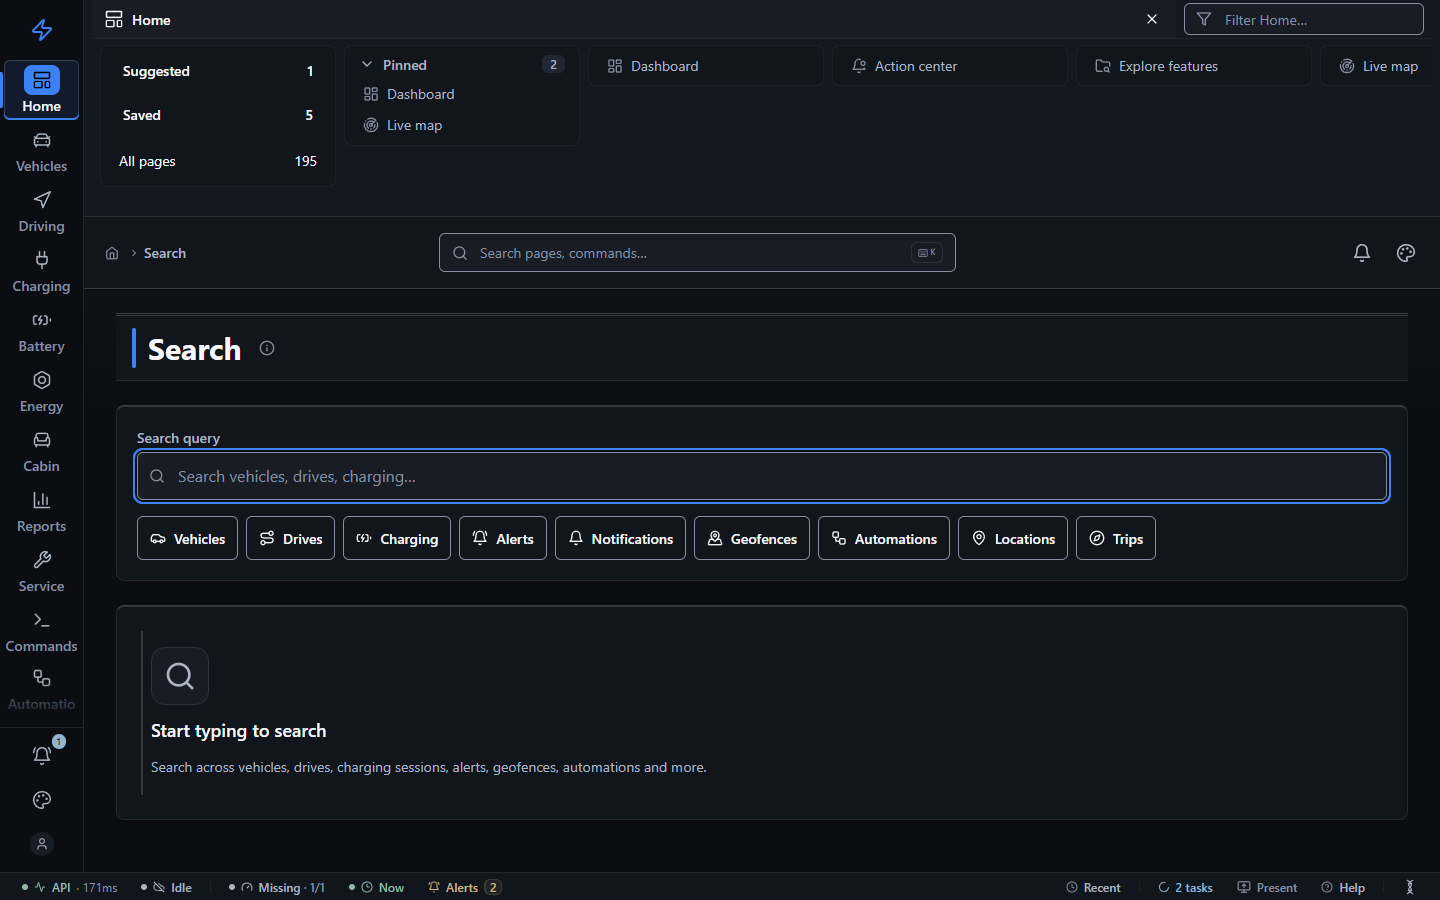 Home
Filter Home...
Suggested 1
Saved 5
All pages 195
Pinned 2
Dashboard
Live map
Dashboard
Action center
Explore features
Live map
Home
Vehicles
Driving
Charging
Battery
Energy
Cabin
Reports
Service
Commands
Automatio
1
Search
Search pages, commands...
K
Search
Search query
Search vehicles, drives, charging...
Vehicles
Drives
Charging
Alerts
Notifications
Geofences
Automations
Locations
Trips
Start typing to search
Search across vehicles, drives, charging sessions, alerts, geofences, automations and more.
API · 171ms
Idle
Missing · 1/1
Now
Alerts 2
Recent
2 tasks
Present
Help